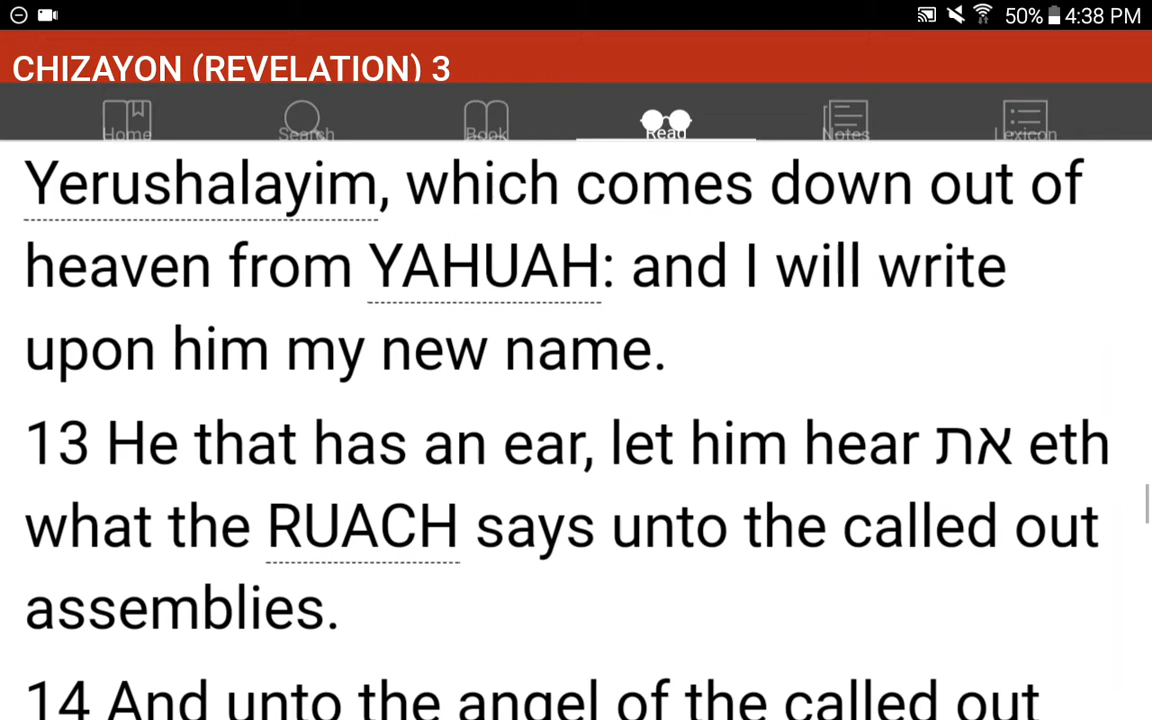 50% 4:38 PM
CHIZAYON (REVELATION) 3
Home Search Book Read Notes Lexicon
Yerushalayim, which comes down out of
heaven from YAHUAH: and I will write
upon him my new name.
13 He that has an ear, let him hear את eth
what the RUACH says unto the called out
assemblies.
14 And unto the angel of the called out